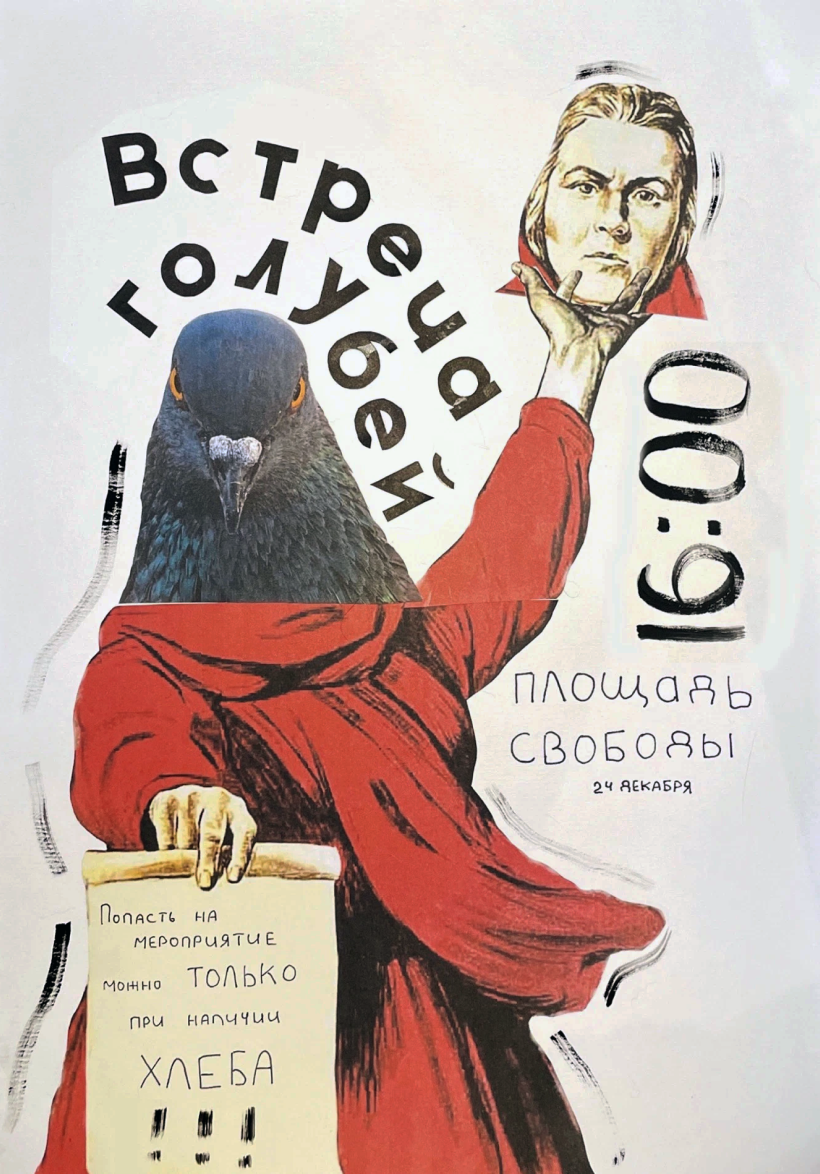 Встреча
голубей
16:00
ПЛОЩАДЬ
СВОБОДЫ
24 ДЕКАБРЯ
Попасть на
мероприятие
можно ТОЛЬКО
при наличии
ХЛЕБА
!!!